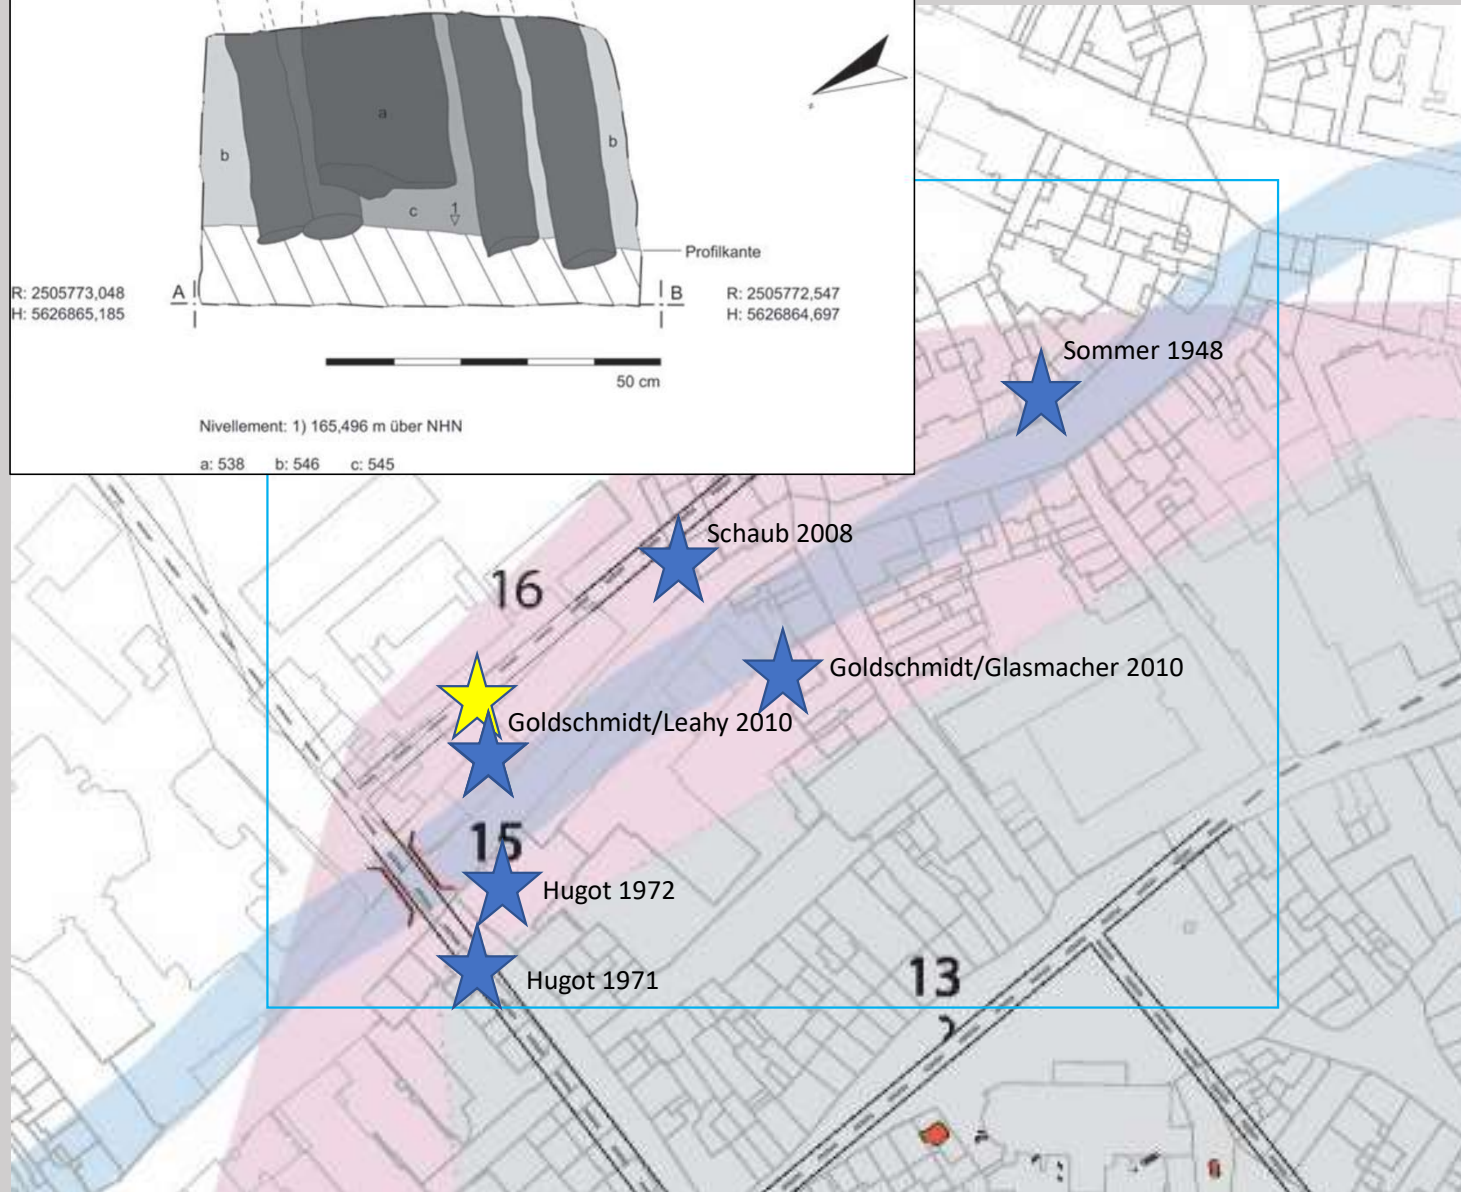 a
b
b
c
1
Profilkante
R: 2505773,048
H: 5626865,185
A
B
R: 2505772,547
H: 5626864,697
50 cm
Nivellement: 1) 165,496 m über NHN
a: 538 b: 546 c: 545
Sommer 1948
Schaub 2008
16
Goldschmidt/Glasmacher 2010
Goldschmidt/Leahy 2010
15
Hugot 1972
13
Hugot 1971